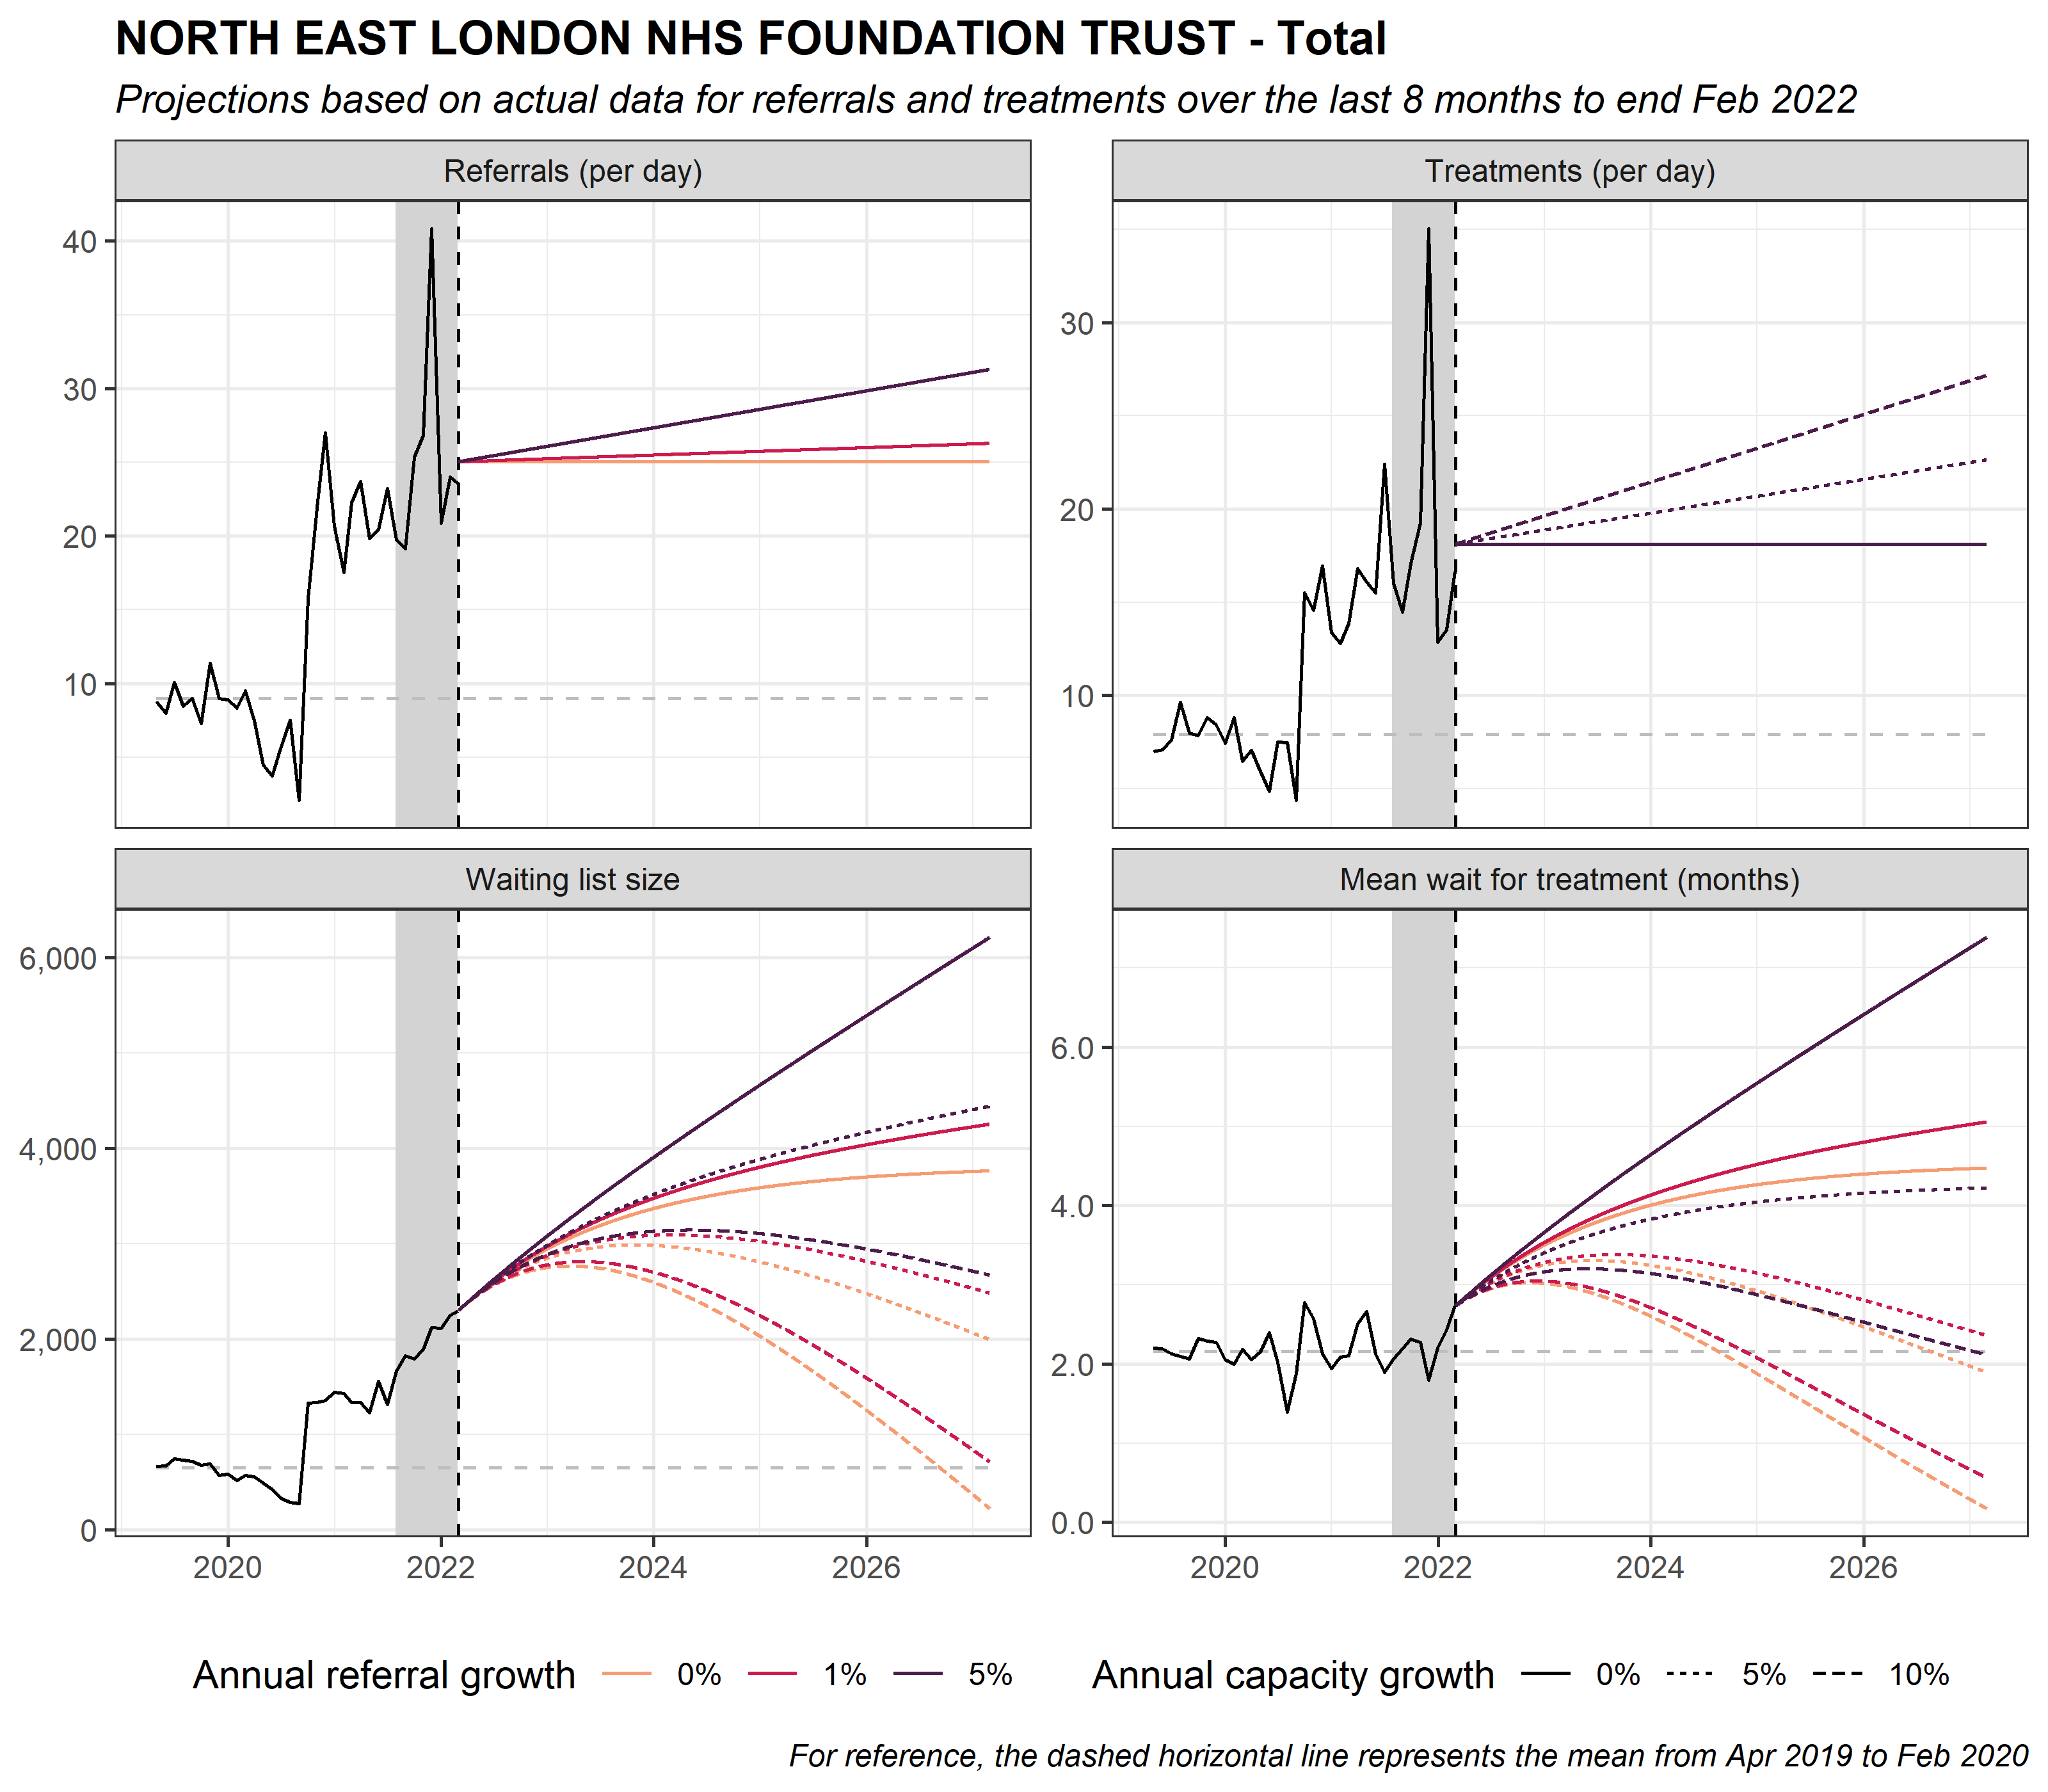 NORTH EAST LONDON NHS FOUNDATION TRUST - Total
Projections based on actual data for referrals and treatments over the last 8 months to end Feb 2022
Referrals (per day)
40
30
20
10
Treatments (per day)
30
20
10
Waiting list size
6,000
4,000
2,000
0
2020 2022 2024 2026
Mean wait for treatment (months)
6.0
4.0
2.0
0.0
2020 2022 2024 2026
Annual referral growth 0% 1% 5%
Annual capacity growth 0% 5% 10%
For reference, the dashed horizontal line represents the mean from Apr 2019 to Feb 2020